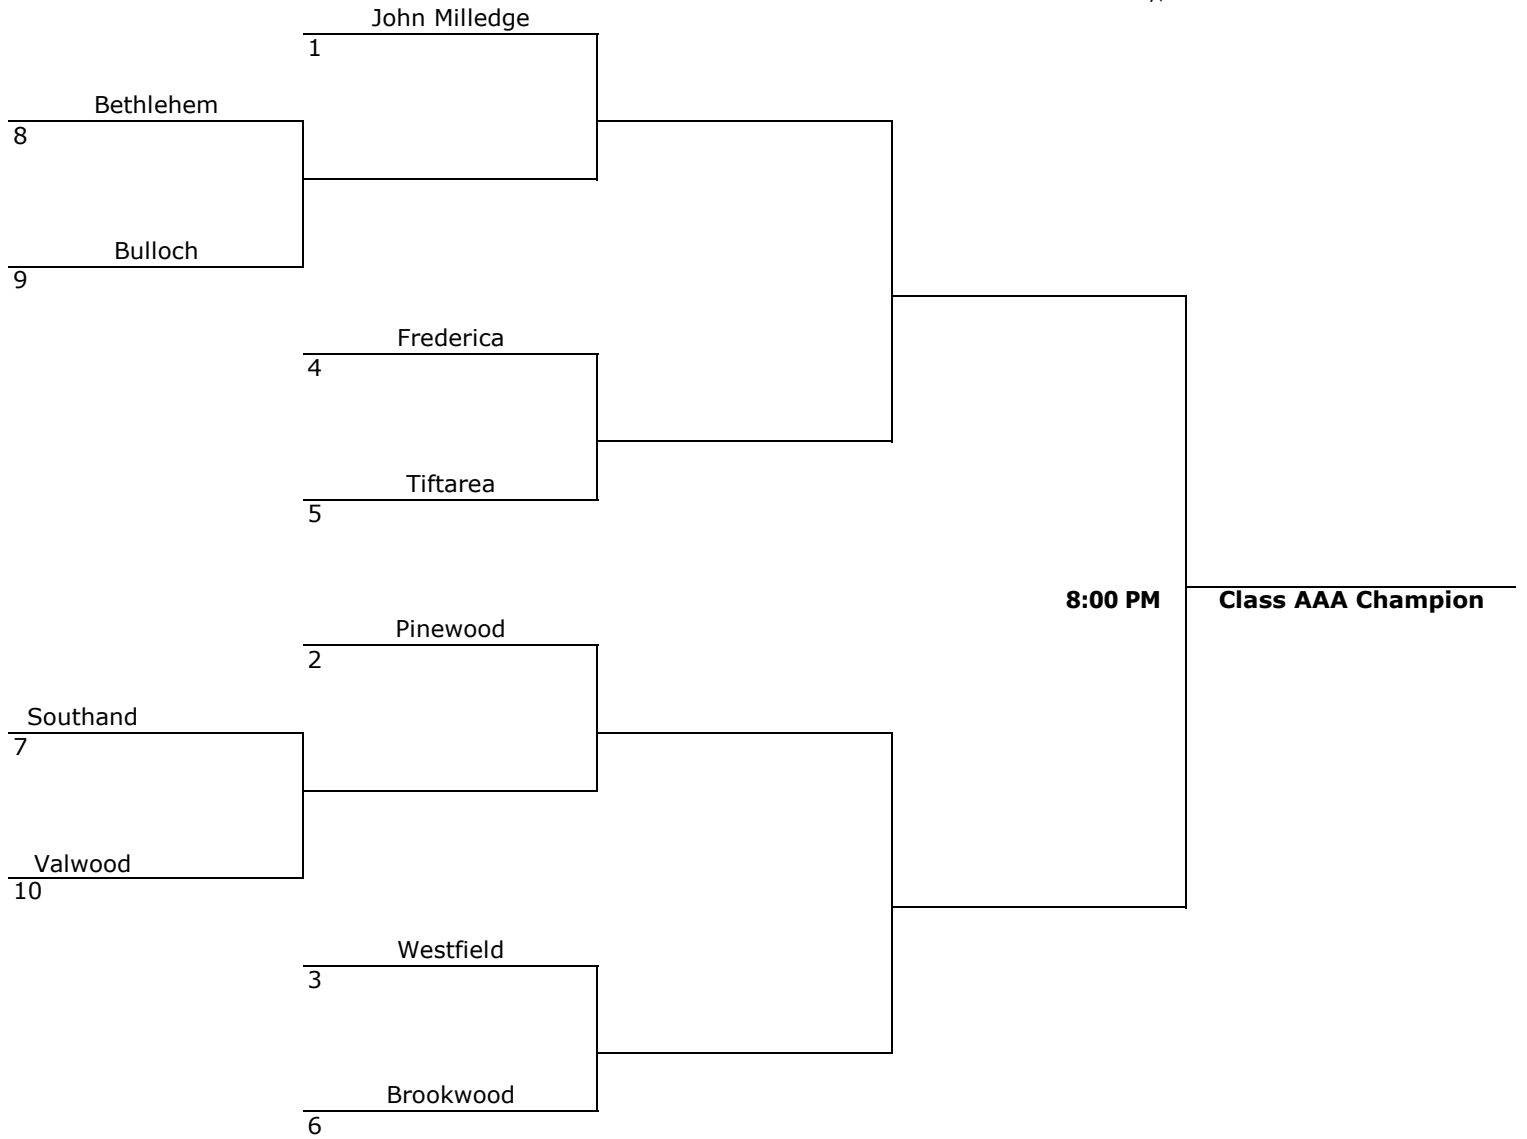 John Milledge
1
Bethlehem
8
Bulloch
9
Frederica
4
Tiftarea
5
8:00 PM
Class AAA Champion
Pinewood
2
Southand
7
Valwood
10
Westfield
3
Brookwood
6